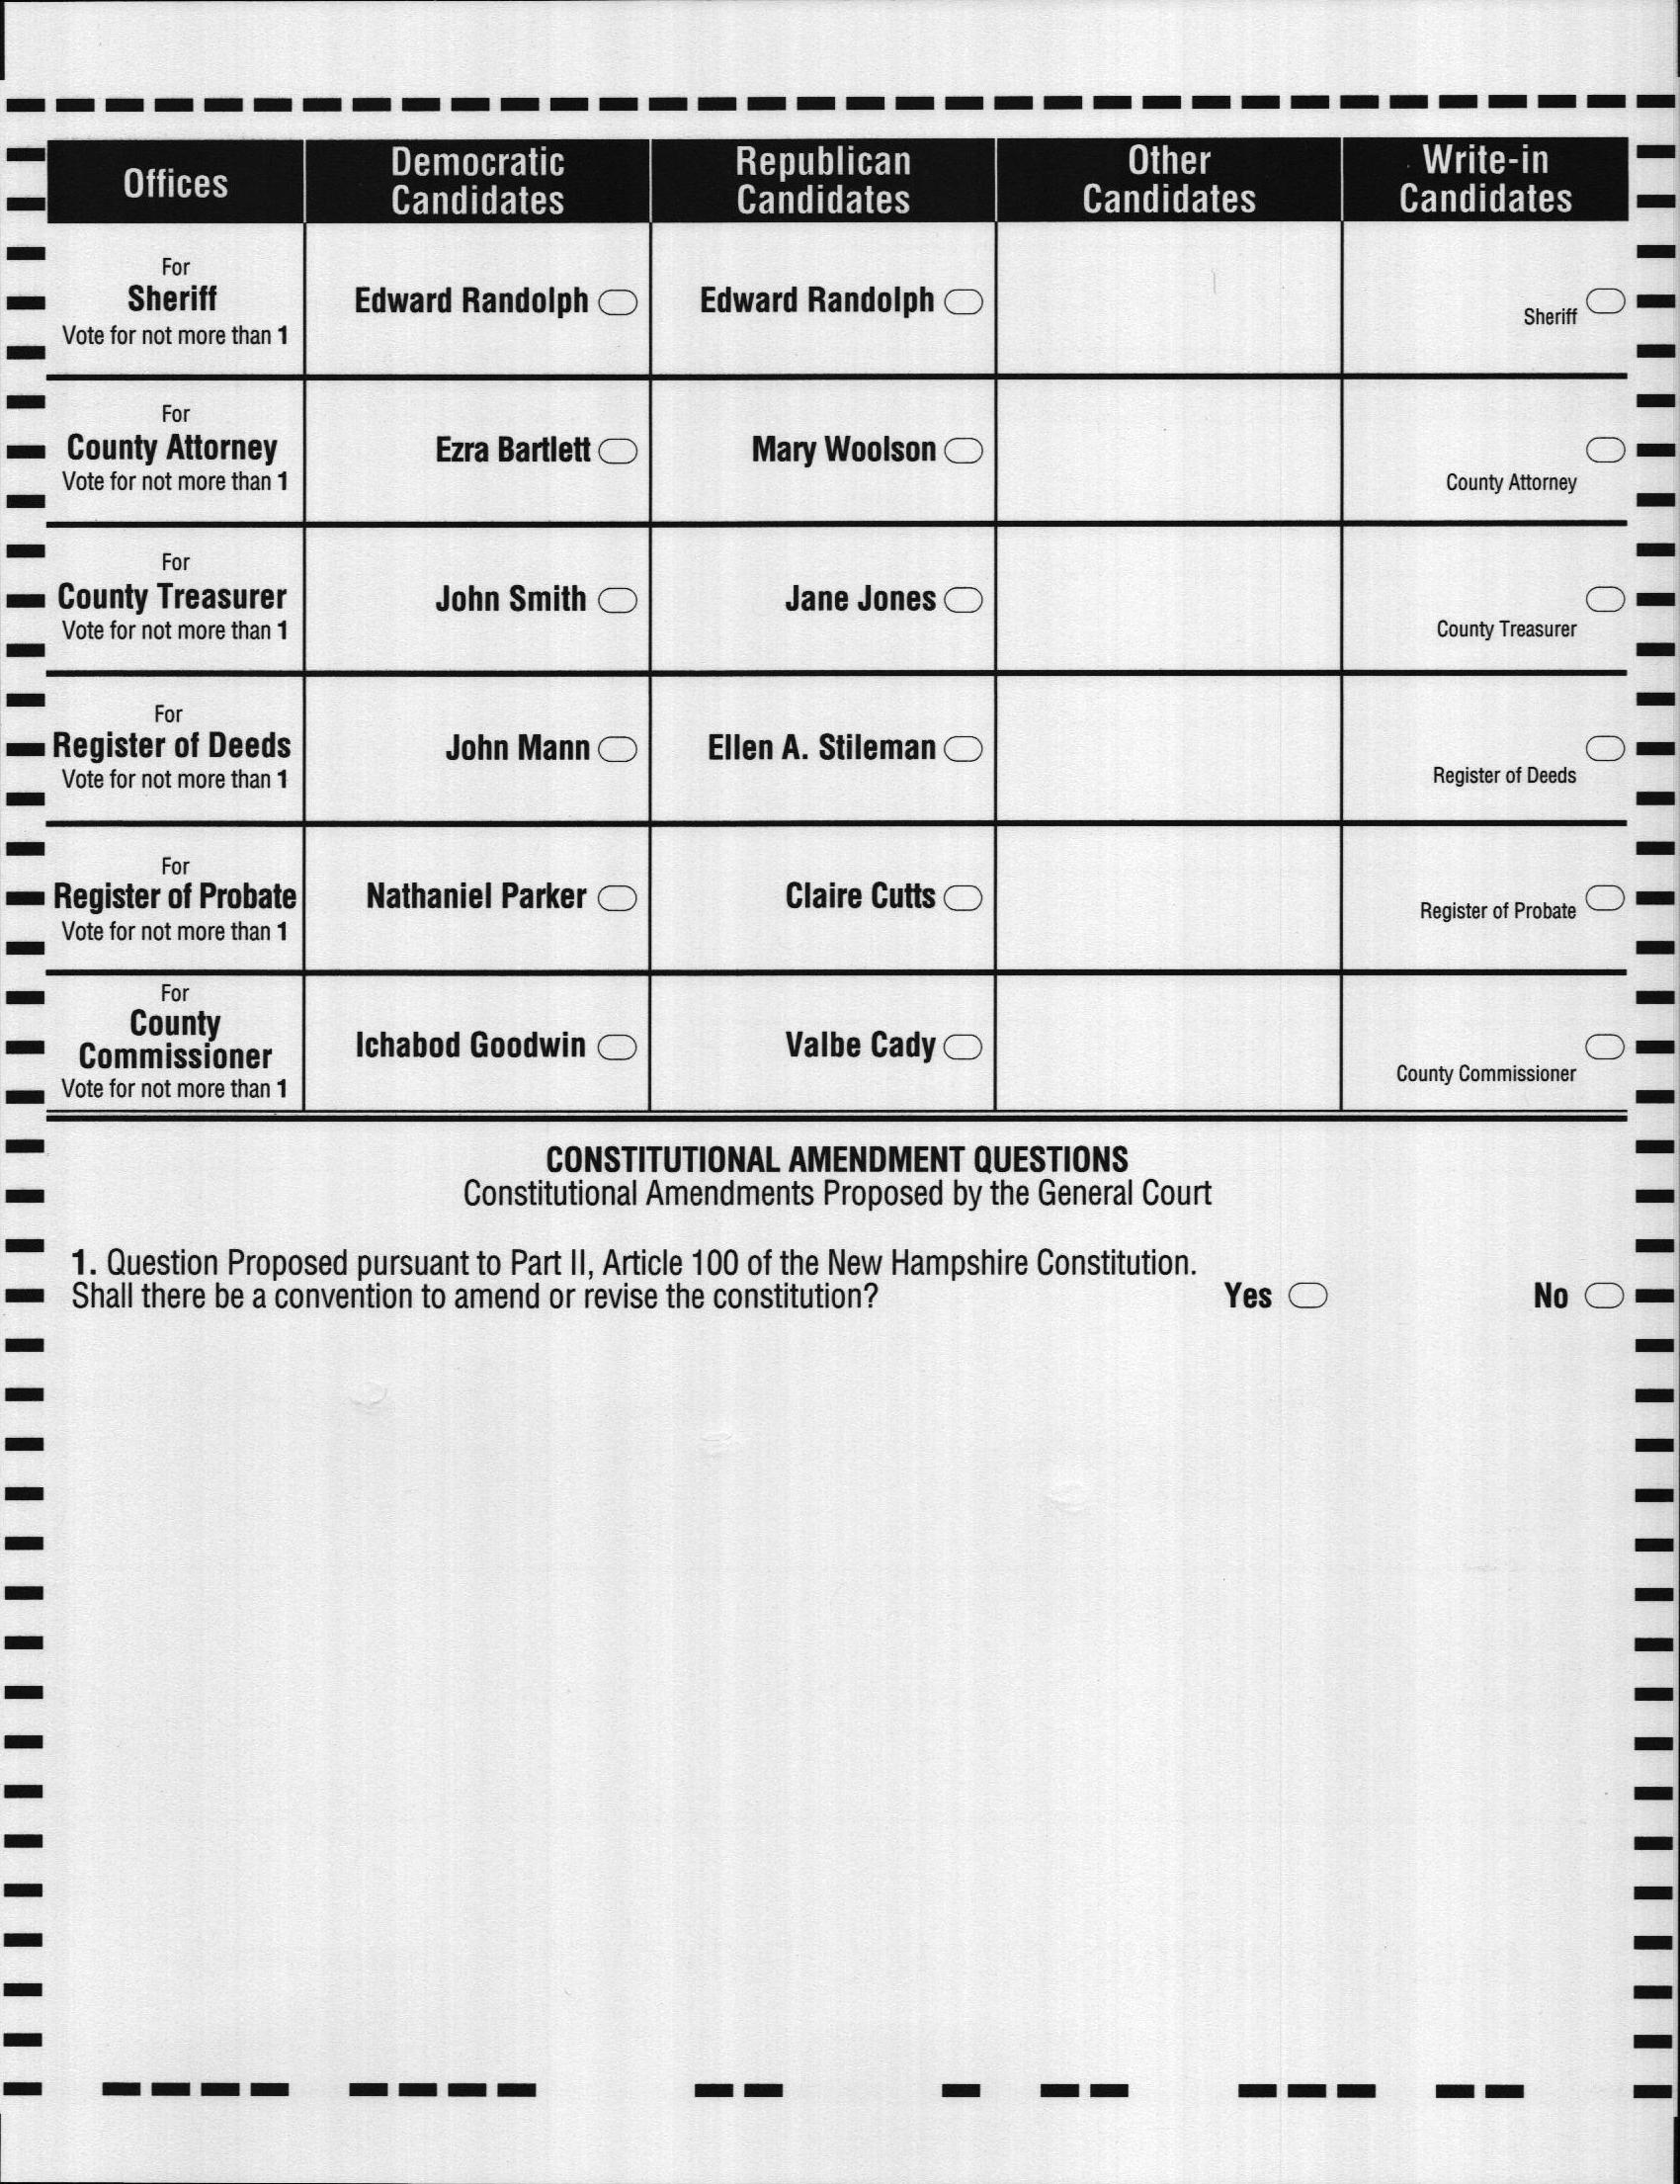 Offices
Democratic
Candidates
Republican
Candidates
Other
Candidates
Write-in
Candidates
For
Sheriff
Vote for not more than 1
Edward Randolph
Edward Randolph
Sheriff
For
County Attorney
Vote for not more than 1
Ezra Bartlett
Mary Woolson
County Attorney
For
County Treasurer
Vote for not more than 1
John Smith
Jane Jones
County Treasurer
For
Register of Deeds
Vote for not more than 1
John Mann
Ellen A. Stileman
Register of Deeds
For
Register of Probate
Vote for not more than 1
Nathaniel Parker
Claire Cutts
Register of Probate
For
County
Commissioner
Vote for not more than 1
Ichabod Goodwin
Valbe Cady
County Commissioner
CONSTITUTIONAL AMENDMENT QUESTIONS
Constitutional Amendments Proposed by the General Court
1. Question Proposed pursuant to Part II, Article 100 of the New Hampshire Constitution.
Shall there be a convention to amend or revise the constitution? Yes No